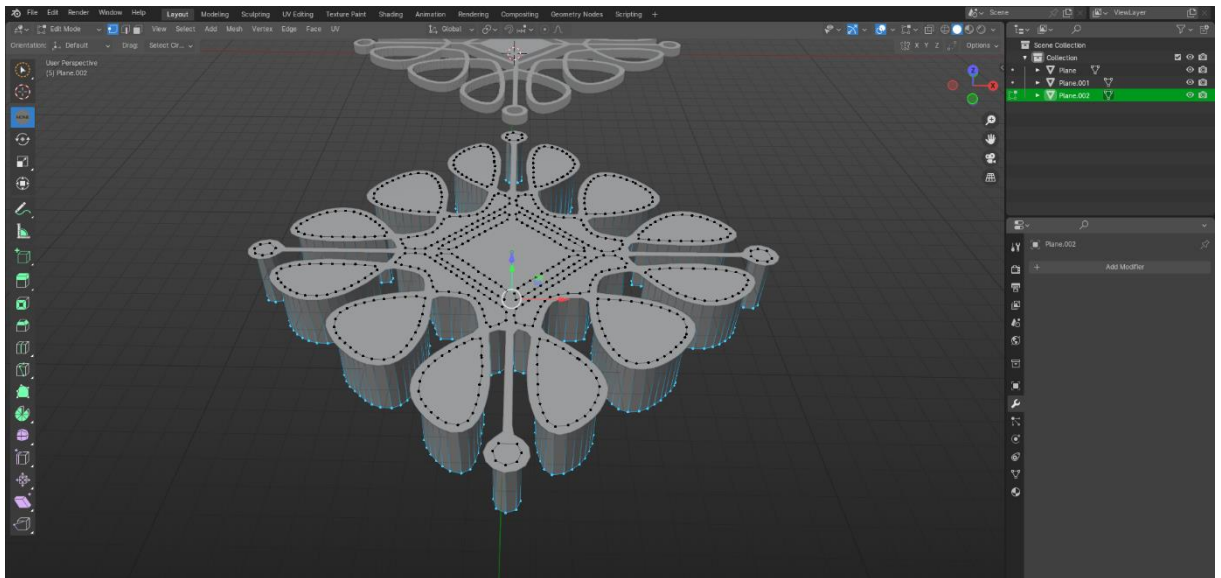 File Edit Render Window Help Layout Modeling Sculpting UV Editing Texture Paint Shading Animation Rendering Compositing Geometry Nodes Scripting + Scene ViewLayer
Edit Mode View Select Add Mesh Vertex Edge Face UV Global
Orientation: Default Drag: Select Cir... X Y Z Options
User Perspective
(5) Plane.002
Z
X
Scene Collection
Collection
Plane
Plane.001
Plane.002
Plane.002
+ Add Modifier